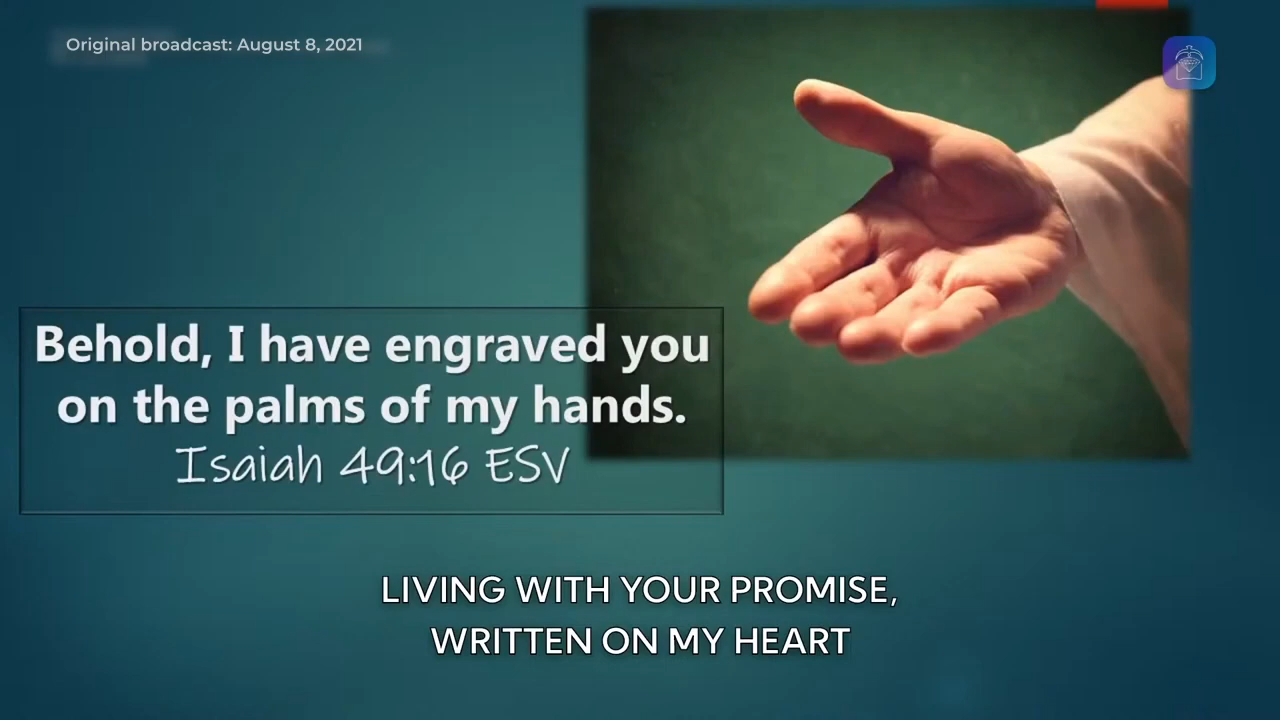 Original broadcast: August 8, 2021
Behold, I have engraved you
on the palms of my hands.
Isaiah 49:16 ESV
LIVING WITH YOUR PROMISE,
WRITTEN ON MY HEART